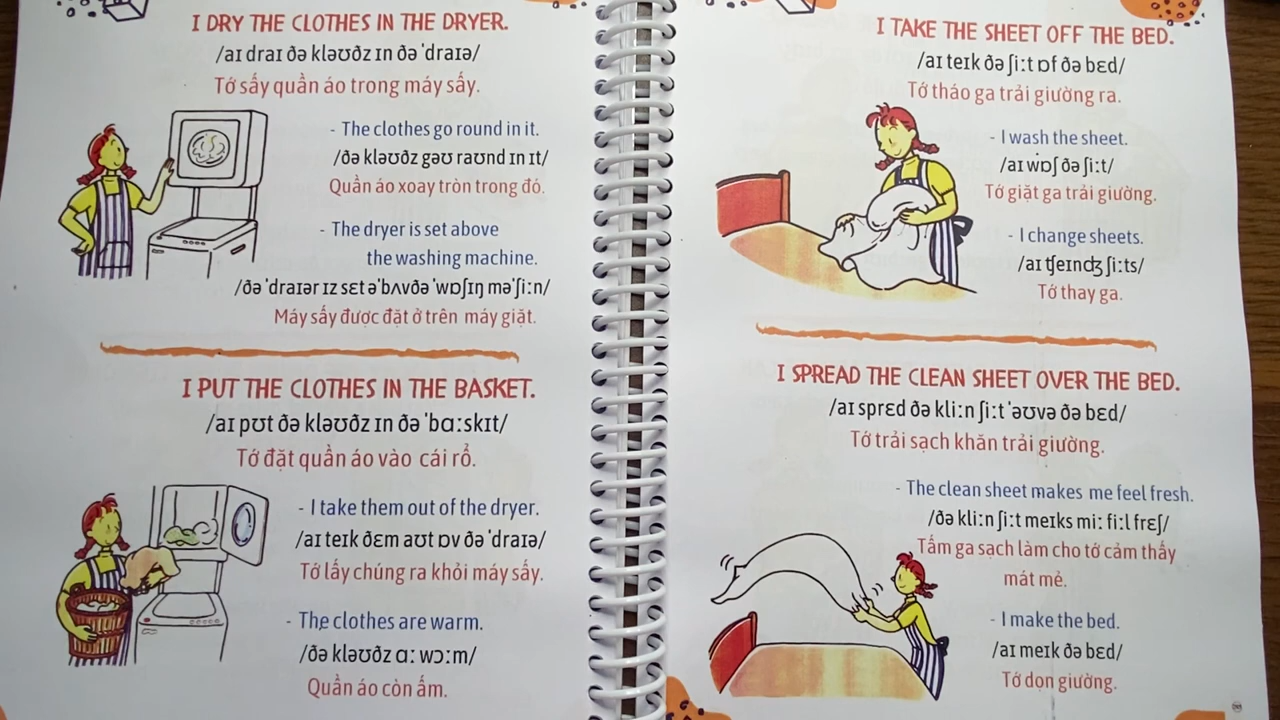 I DRY THE CLOTHES IN THE DRYER.
/aɪ draɪ ðə kləʊðz ɪn ðə ˈdraɪə/
Tớ sấy quần áo trong máy sấy.
- The clothes go round in it.
/ðə kləʊðz gəʊ raʊnd ɪn ɪt/
Quần áo xoay tròn trong đó.
- The dryer is set above
the washing machine.
/ðə ˈdraɪər ɪz sɛt əˈbʌvðə ˈwɒʃɪŋ məˈʃiːn/
Máy sấy được đặt ở trên máy giặt.
I PUT THE CLOTHES IN THE BASKET.
/aɪ pʊt ðə kləʊðz ɪn ðə ˈbɑːskɪt/
Tớ đặt quần áo vào cái rổ.
- I take them out of the dryer.
/aɪ teɪk ðɛm aʊt ɒv ðə ˈdraɪə/
Tớ lấy chúng ra khỏi máy sấy.
- The clothes are warm.
/ðə kləʊðz ɑː wɔːm/
Quần áo còn ấm.
I TAKE THE SHEET OFF THE BED.
/aɪ teɪk ðə ʃiːt ɒf ðə bɛd/
Tớ tháo ga trải giường ra.
- I wash the sheet.
/aɪ wɒʃ ðə ʃiːt/
Tớ giặt ga trải giường.
- I change sheets.
/aɪ ʧeɪnʤ ʃiːts/
Tớ thay ga.
I SPREAD THE CLEAN SHEET OVER THE BED.
/aɪ sprɛd ðə kliːn ʃiːt ˈəʊvə ðə bɛd/
Tớ trải sạch khăn trải giường.
- The clean sheet makes me feel fresh.
/ðə kliːn ʃiːt meɪks miː fiːl frɛʃ/
Tấm ga sạch làm cho tớ cảm thấy
mát mẻ.
- I make the bed.
/aɪ meɪk ðə bɛd/
Tớ dọn giường.